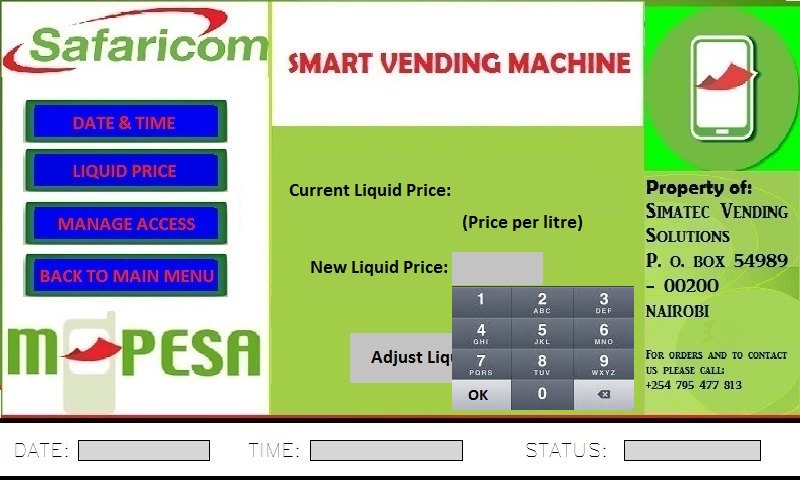 Safaricom
SMART VENDING MACHINE
DATE & TIME
LIQUID PRICE
MANAGE ACCESS
BACK TO MAIN MENU
M PESA
Current Liquid Price:
(Price per litre)
New Liquid Price:
Adjust Liqu
1
2 ABC
3 DEF
4 GHI
5 JKL
6 MNO
7 PQRS
8 TUV
9 WXYZ
OK
0
Property of:
SIMATEC VENDING
SOLUTIONS
P. O. BOX 54989
- 00200
NAIROBI
FOR ORDERS AND TO CONTACT
US PLEASE CALL:
+254 795 477 813
DATE:
TIME:
STATUS: